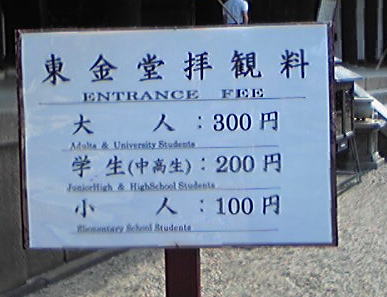 東金堂拝観料
ENTRANCE FEE
大人:300円
Adults & University Students
学生(中高生):200円
JuniorHigh & HighSchool Students
小人:100円
Elementary School Students